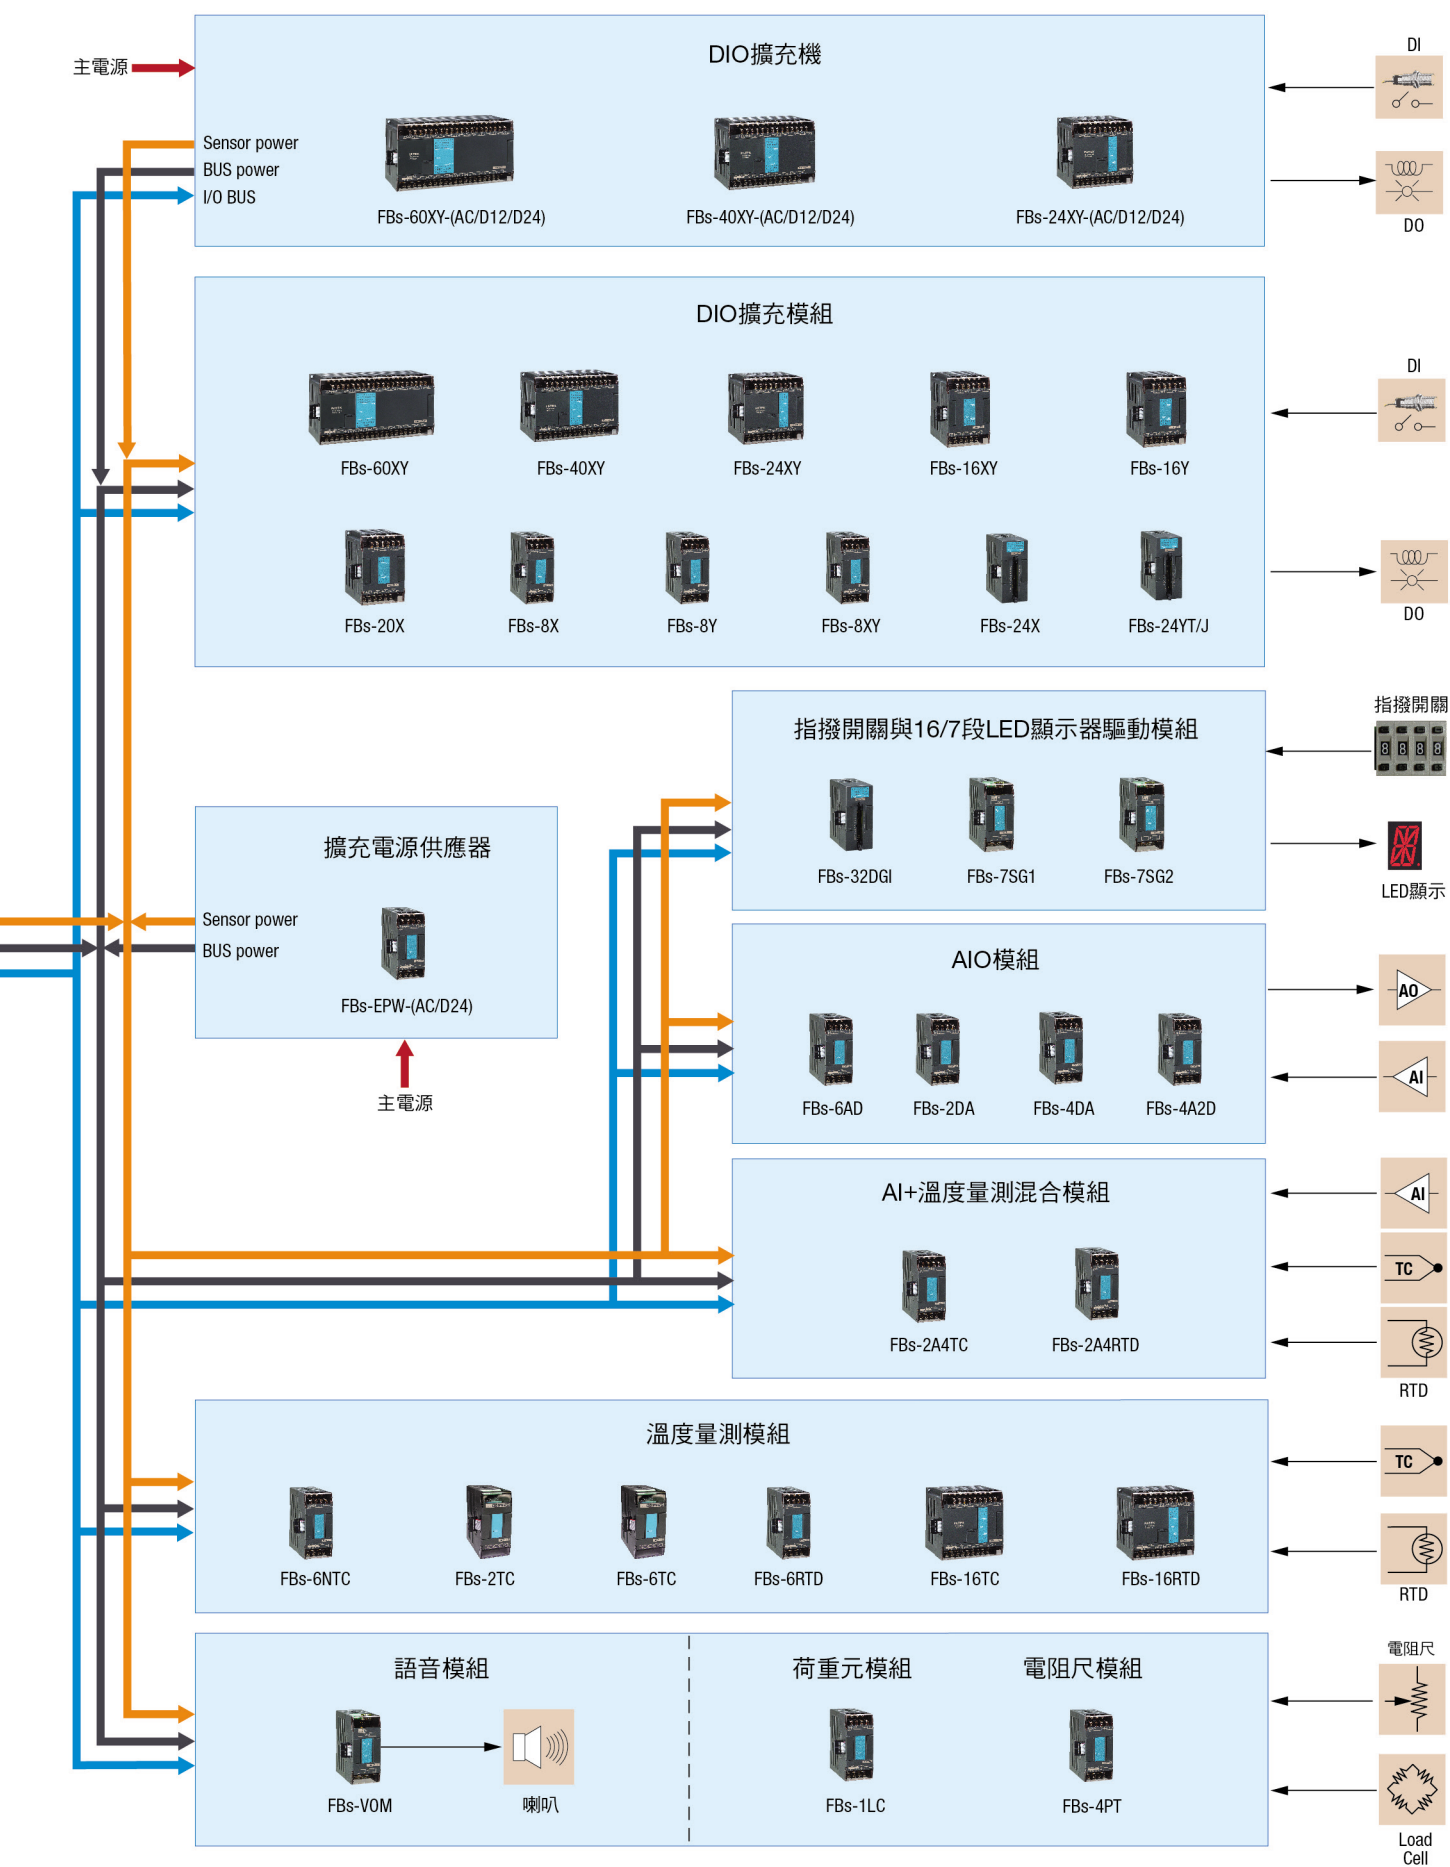 DIO擴充機
主電源
Sensor power
BUS power
I/O BUS
FBs-60XY-(AC/D12/D24)
FBs-40XY-(AC/D12/D24)
FBs-24XY-(AC/D12/D24)
DI
DO
DIO擴充模組
FBs-60XY
FBs-40XY
FBs-24XY
FBs-16XY
FBs-16Y
FBs-20X
FBs-8X
FBs-8Y
FBs-8XY
FBs-24X
FBs-24YT/J
DI
DO
指撥開關與16/7段LED顯示器驅動模組
FBs-32DGI
FBs-7SG1
FBs-7SG2
指撥開關
LED顯示
擴充電源供應器
Sensor power
BUS power
FBs-EPW-(AC/D24)
主電源
AIO模組
FBs-6AD
FBs-2DA
FBs-4DA
FBs-4A2D
AO
AI
AI+溫度量測混合模組
FBs-2A4TC
FBs-2A4RTD
AI
TC
RTD
溫度量測模組
FBs-6NTC
FBs-2TC
FBs-6TC
FBs-6RTD
FBs-16TC
FBs-16RTD
TC
RTD
語音模組
FBs-VOM
喇叭
荷重元模組
FBs-1LC
電阻尺模組
FBs-4PT
電阻尺
Load
Cell